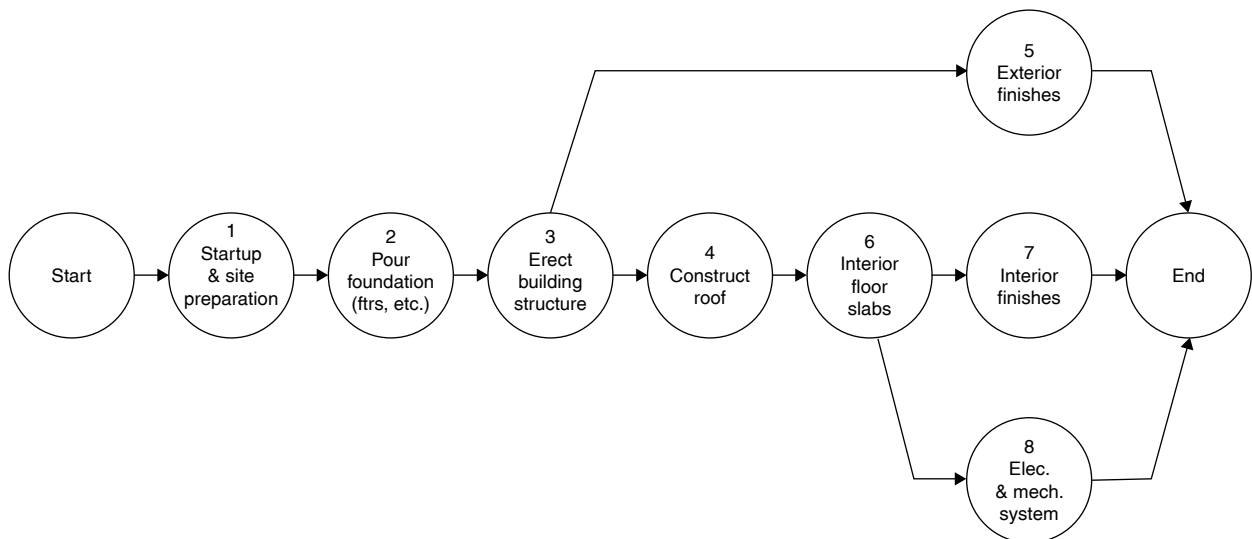 Start
1
Startup
& site
preparation
2
Pour
foundation
(ftrs, etc.)
3
Erect
building
structure
4
Construct
roof
5
Exterior
finishes
6
Interior
floor
slabs
7
Interior
finishes
8
Elec.
& mech.
system
End